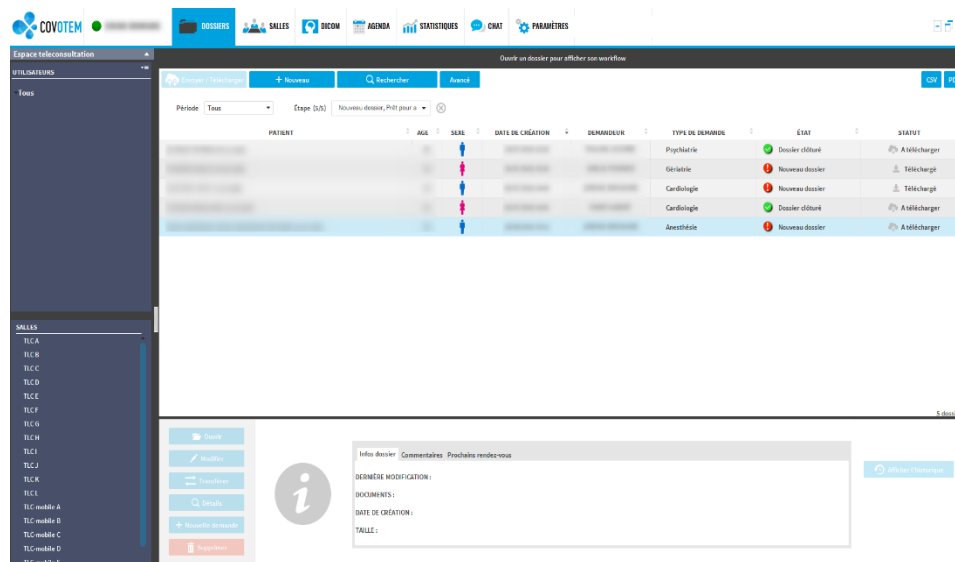 COVOTEM DOSSIERS SALLES DICOM AGENDA STATISTIQUES CHAT PARAMÈTRES
Espace teleconsultation
Ouvrir un dossier pour afficher son workflow
UTILISATEURS
Tous
Envoyer / Télécharger + Nouveau Rechercher Avancé CSV
Période Tous Étape (5/5) Nouveau dossier, Prêt pour a
PATIENT AGE SEXE DATE DE CRÉATION DEMANDEUR TYPE DE DEMANDE ÉTAT STATUT
Psychiatrie Dossier clôturé A télécharger
Gériatrie Nouveau dossier Téléchargé
Cardiologie Nouveau dossier Téléchargé
Cardiologie Dossier clôturé A télécharger
Anesthésie Nouveau dossier A télécharger
5 dossi
SALLES
TLC A
TLC B
TLC C
TLC D
TLC E
TLC F
TLC G
TLC H
TLC I
TLC J
TLC K
TLC L
TLC-mobile A
TLC-mobile B
TLC-mobile C
TLC-mobile D
Ouvrir
Modifier
Transférer
Détails
+ Nouvelle demande
Supprimer
Infos dossier Commentaires Prochains rendez-vous
DERNIÈRE MODIFICATION :
DOCUMENTS :
DATE DE CRÉATION :
TAILLE :
Afficher l'historique